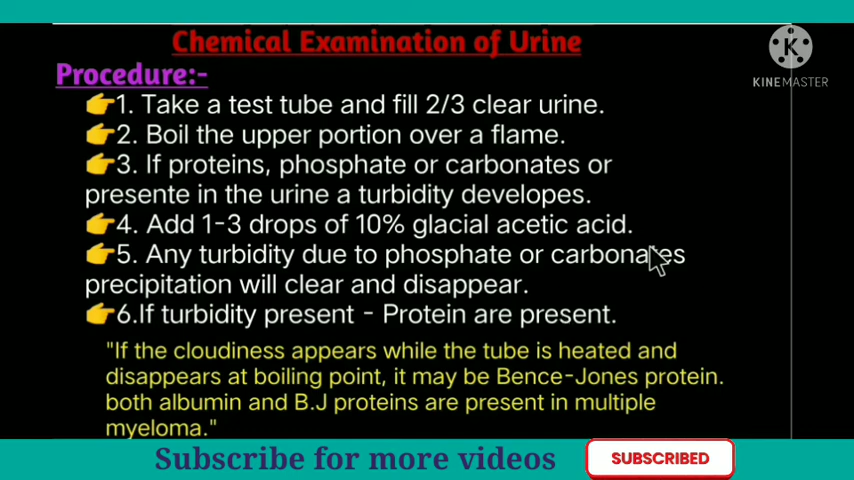 Chemical Examination of Urine
K
KINEMASTER
Procedure:-
👉1. Take a test tube and fill 2/3 clear urine.
👉2. Boil the upper portion over a flame.
👉3. If proteins, phosphate or carbonates or
presente in the urine a turbidity developes.
👉4. Add 1-3 drops of 10% glacial acetic acid.
👉5. Any turbidity due to phosphate or carbonates
precipitation will clear and disappear.
👉6.If turbidity present - Protein are present.
"If the cloudiness appears while the tube is heated and
disappears at boiling point, it may be Bence-Jones protein.
both albumin and B.J proteins are present in multiple
myeloma."
Subscribe for more videos
SUBSCRIBED